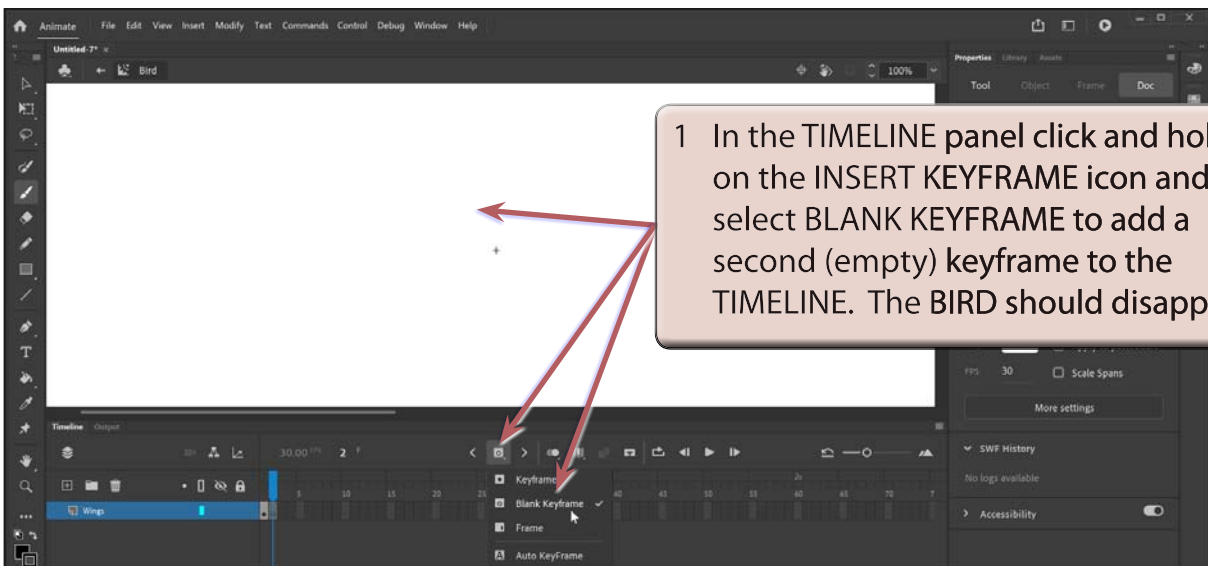 Animate File Edit View Insert Modify Text Commands Control Debug Window Help
Untitled-7* ×
Bird 100%
Properties Library Assets
Tool Object Frame Doc
1 In the TIMELINE panel click and hol
on the INSERT KEYFRAME icon and
select BLANK KEYFRAME to add a
second (empty) keyframe to the
TIMELINE. The BIRD should disapp
FPS 30 Scale Spans
More settings
SWF History
No logs available
Accessibility
Timeline Output
30.00 FPS 2 F
5 10 15 20 25 40 45 50 55 60 65 70 7
2s
Wings
Keyframe
Blank Keyframe
Frame
Auto KeyFrame